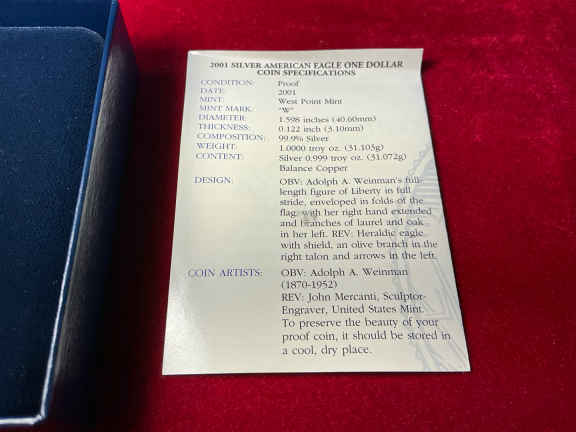 2001 SILVER AMERICAN EAGLE ONE DOLLAR
COIN SPECIFICATIONS
CONDITION: Proof
DATE: 2001
MINT: West Point Mint
MINT MARK: "W"
DIAMETER: 1.598 inches (40.60mm)
THICKNESS: 0.122 inch (3.10mm)
COMPOSITION: 99.9% Silver
WEIGHT: 1.0000 troy oz. (31.103g)
CONTENT: Silver 0.999 troy oz. (31.072g)
Balance Copper
DESIGN: OBV: Adolph A. Weinman's full-
length figure of Liberty in full
stride, enveloped in folds of the
flag, with her right hand extended
and branches of laurel and oak
in her left. REV: Heraldic eagle
with shield, an olive branch in the
right talon and arrows in the left.
COIN ARTISTS: OBV: Adolph A. Weinman
(1870-1952)
REV: John Mercanti, Sculptor-
Engraver, United States Mint.
To preserve the beauty of your
proof coin, it should be stored in
a cool, dry place.